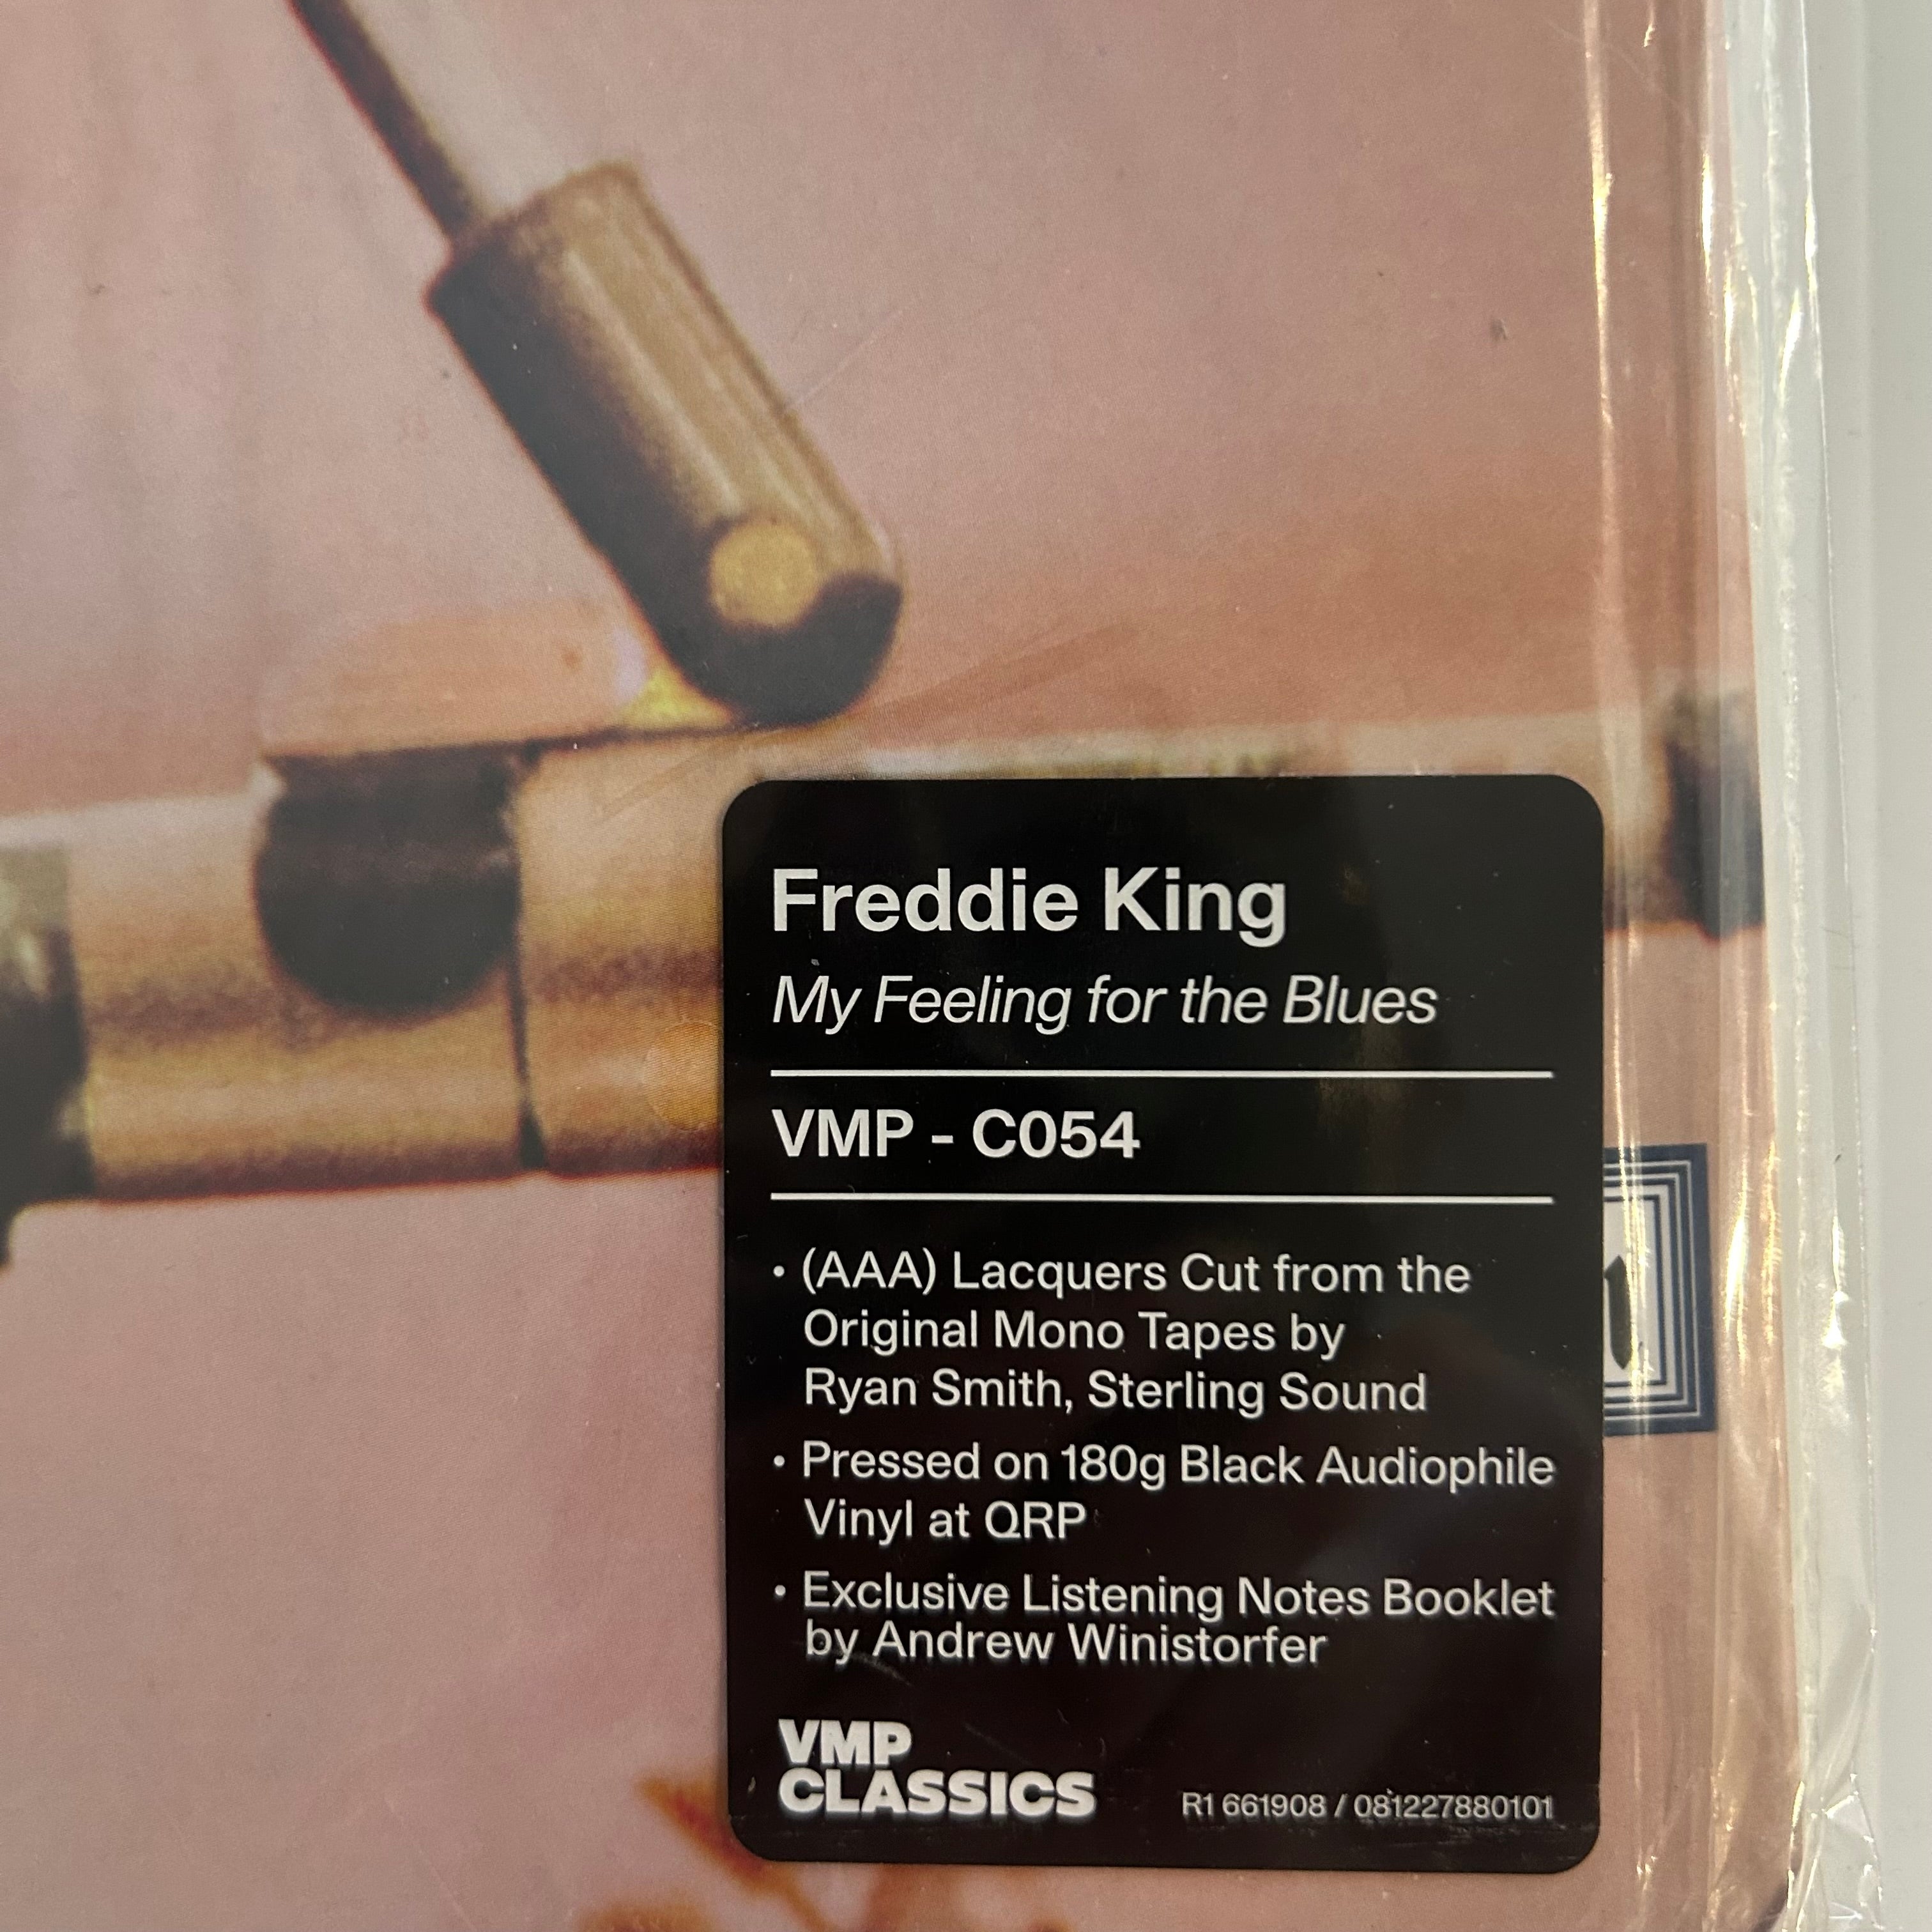 Freddie King
My Feeling for the Blues
VMP - C054
• (AAA) Lacquers Cut from the
Original Mono Tapes by
Ryan Smith, Sterling Sound
• Pressed on 180g Black Audiophile
Vinyl at QRP
• Exclusive Listening Notes Booklet
by Andrew Winistorfer
VMP
CLASSICS
R1 661908 / 081227880101